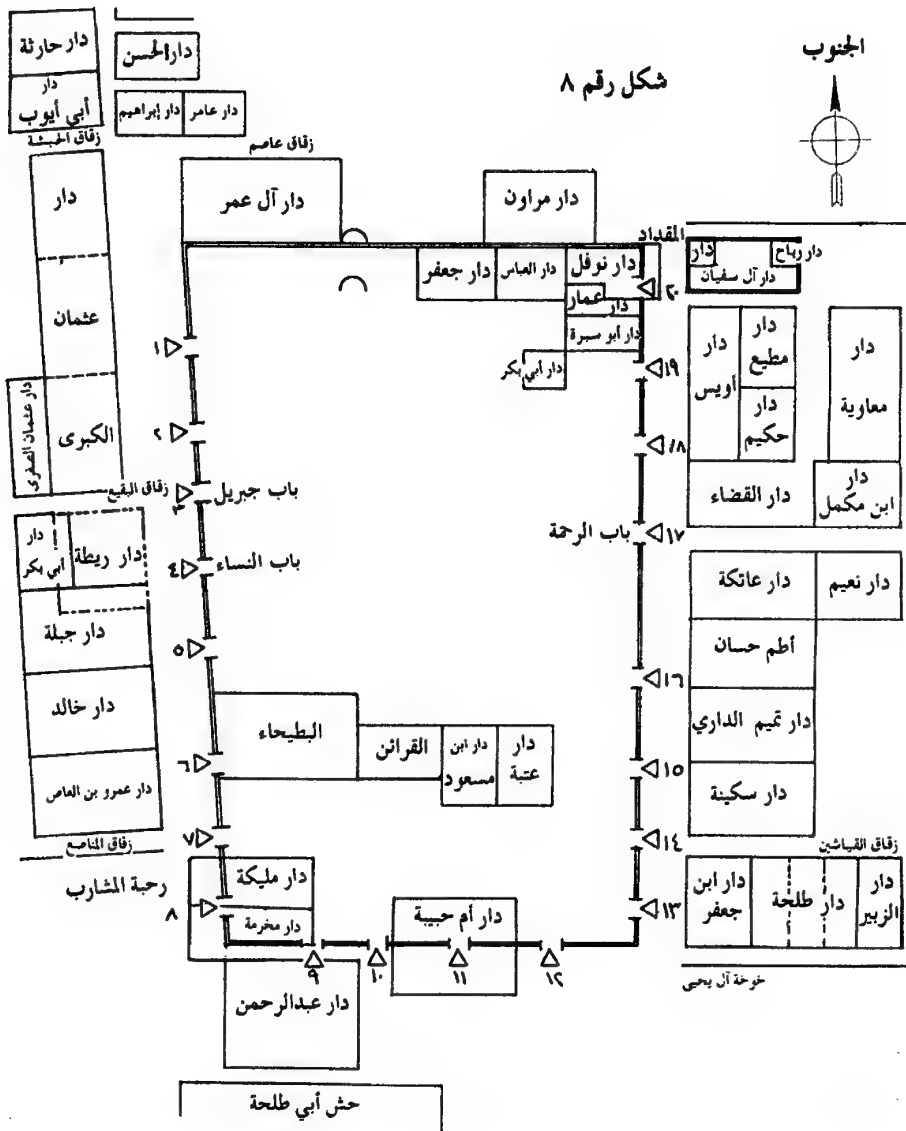 الجنوب
شكل رقم ٨
دار حارثة
دار الحسن
دار
أبي أيوب
دار عامر
دار إبراهيم
زقاق الحبشة
زقاق عاصم
دار آل عمر
دار مراون
المقداد
دار رباح
دار
دار آل سفيان
دار نوفل
دار العباس
دار جعفر
عمار
دار
دار أبو سبرة
دار أبي بكر
٢٠
١٩
١٨
دار
مطيع
دار
أويس
دار
حكيم
دار
معاوية
دار القضاء
دار
ابن مكمل
دار
عثمان
الكبرى
دار عثمان الصغرى
زقاق البقيع
١
٢
٣
باب جبريل
٤
باب النساء
٥
باب الرحمة
١٧
دار
أبي بكر
دار ريطة
دار جبلة
دار خالد
دار عمرو بن العاص
زقاق المناصع
رحبة المشارب
دار نعيم
دار عاتكة
أطم حسان
دار تميم الداري
دار سكينة
١٦
١٥
١٤
١٣
البطيحاء
القرائن
دار ابن
مسعود
دار
عتبة
٦
٧
٨
زقاق القياشين
دار
الزبير
دار طلحة
دار ابن
جعفر
خوخة آل يحيى
دار مليكة
دار مخرمة
دار أم حبيبة
٩
١٠
١١
١٢
دار عبدالرحمن
حش أبي طلحة